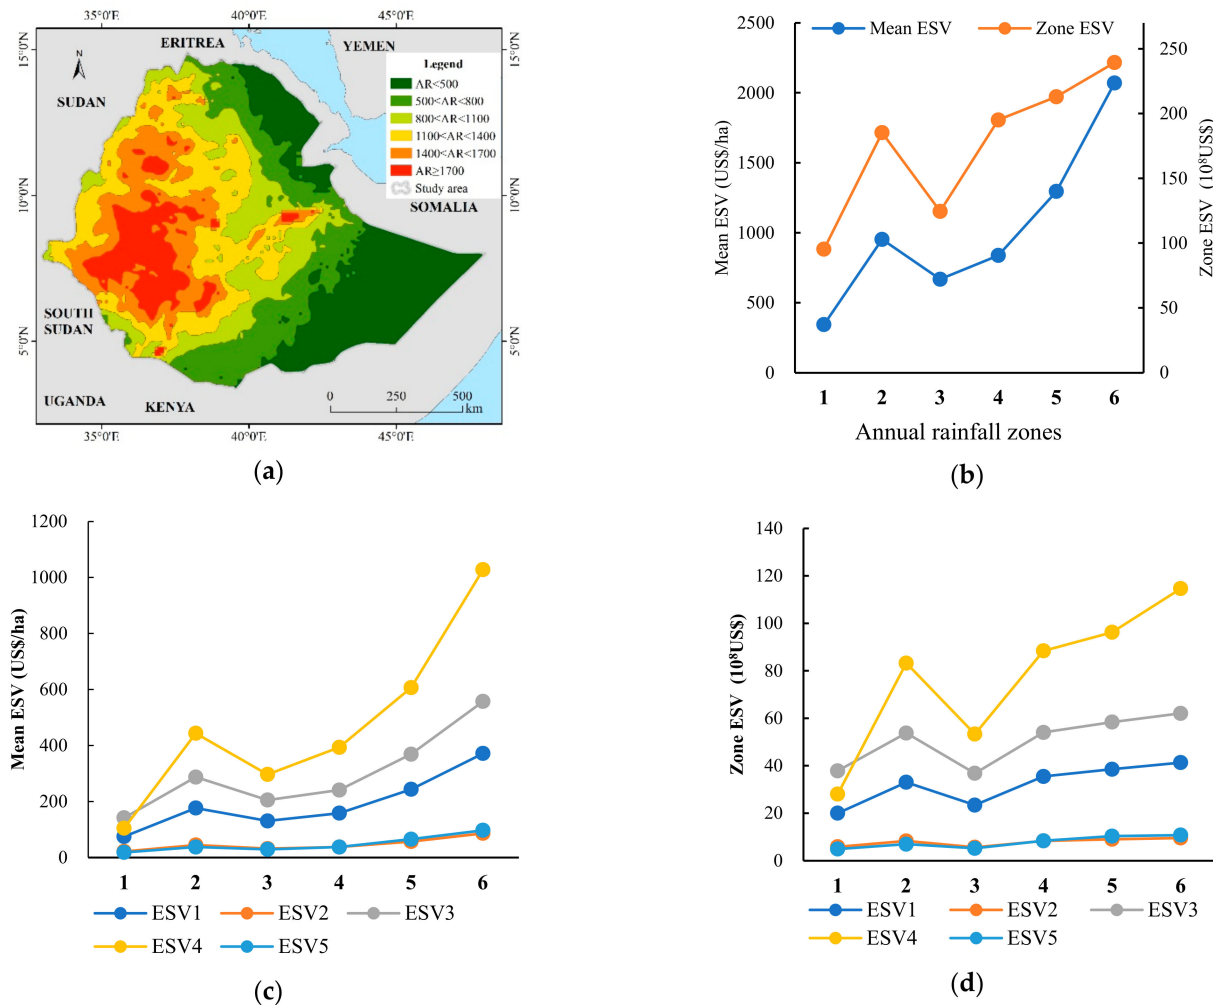 35°0'E 40°0'E 45°0'E
15°0'N
10°0'N
5°0'N
ERITREA
YEMEN
N
SUDAN
SOMALIA
SOUTH
SUDAN
UGANDA
KENYA
Legend
AR<500
500<AR<800
800<AR<1100
1100<AR<1400
1400<AR<1700
AR≥1700
Study area
0 250 500
km
15°0'N
10°0'N
5°0'N
35°0'E 40°0'E 45°0'E
(a)
Mean ESV Zone ESV
Mean ESV (US$/ha)
2500
2000
1500
1000
500
0
Zone ESV (10⁸US$)
250
200
150
100
50
0
1 2 3 4 5 6
Annual rainfall zones
(b)
Mean ESV (US$/ha)
1200
1000
800
600
400
200
0
1 2 3 4 5 6
ESV1 ESV2 ESV3
ESV4 ESV5
(c)
Zone ESV (10⁸US$)
140
120
100
80
60
40
20
0
1 2 3 4 5 6
ESV1 ESV2 ESV3
ESV4 ESV5
(d)